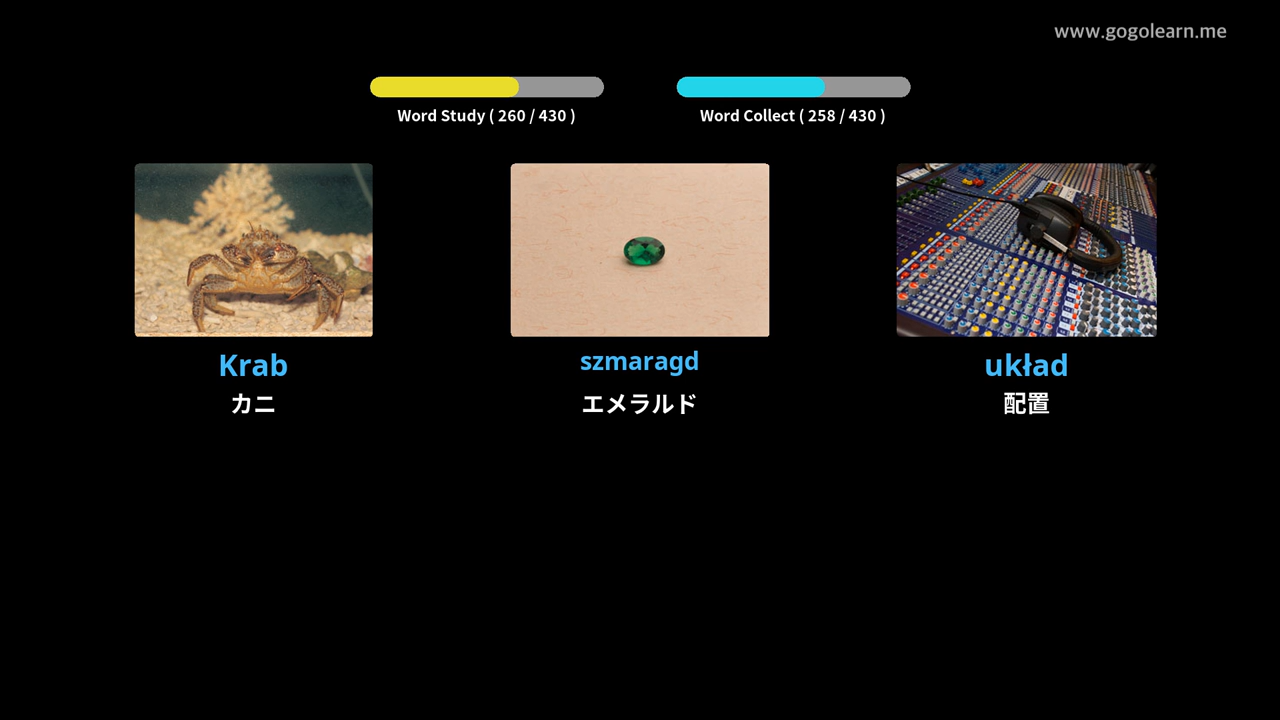 www.gogolearn.me
Word Study ( 260 / 430 )
Word Collect ( 258 / 430 )
Krab
カニ
szmaragd
エメラルド
układ
配置